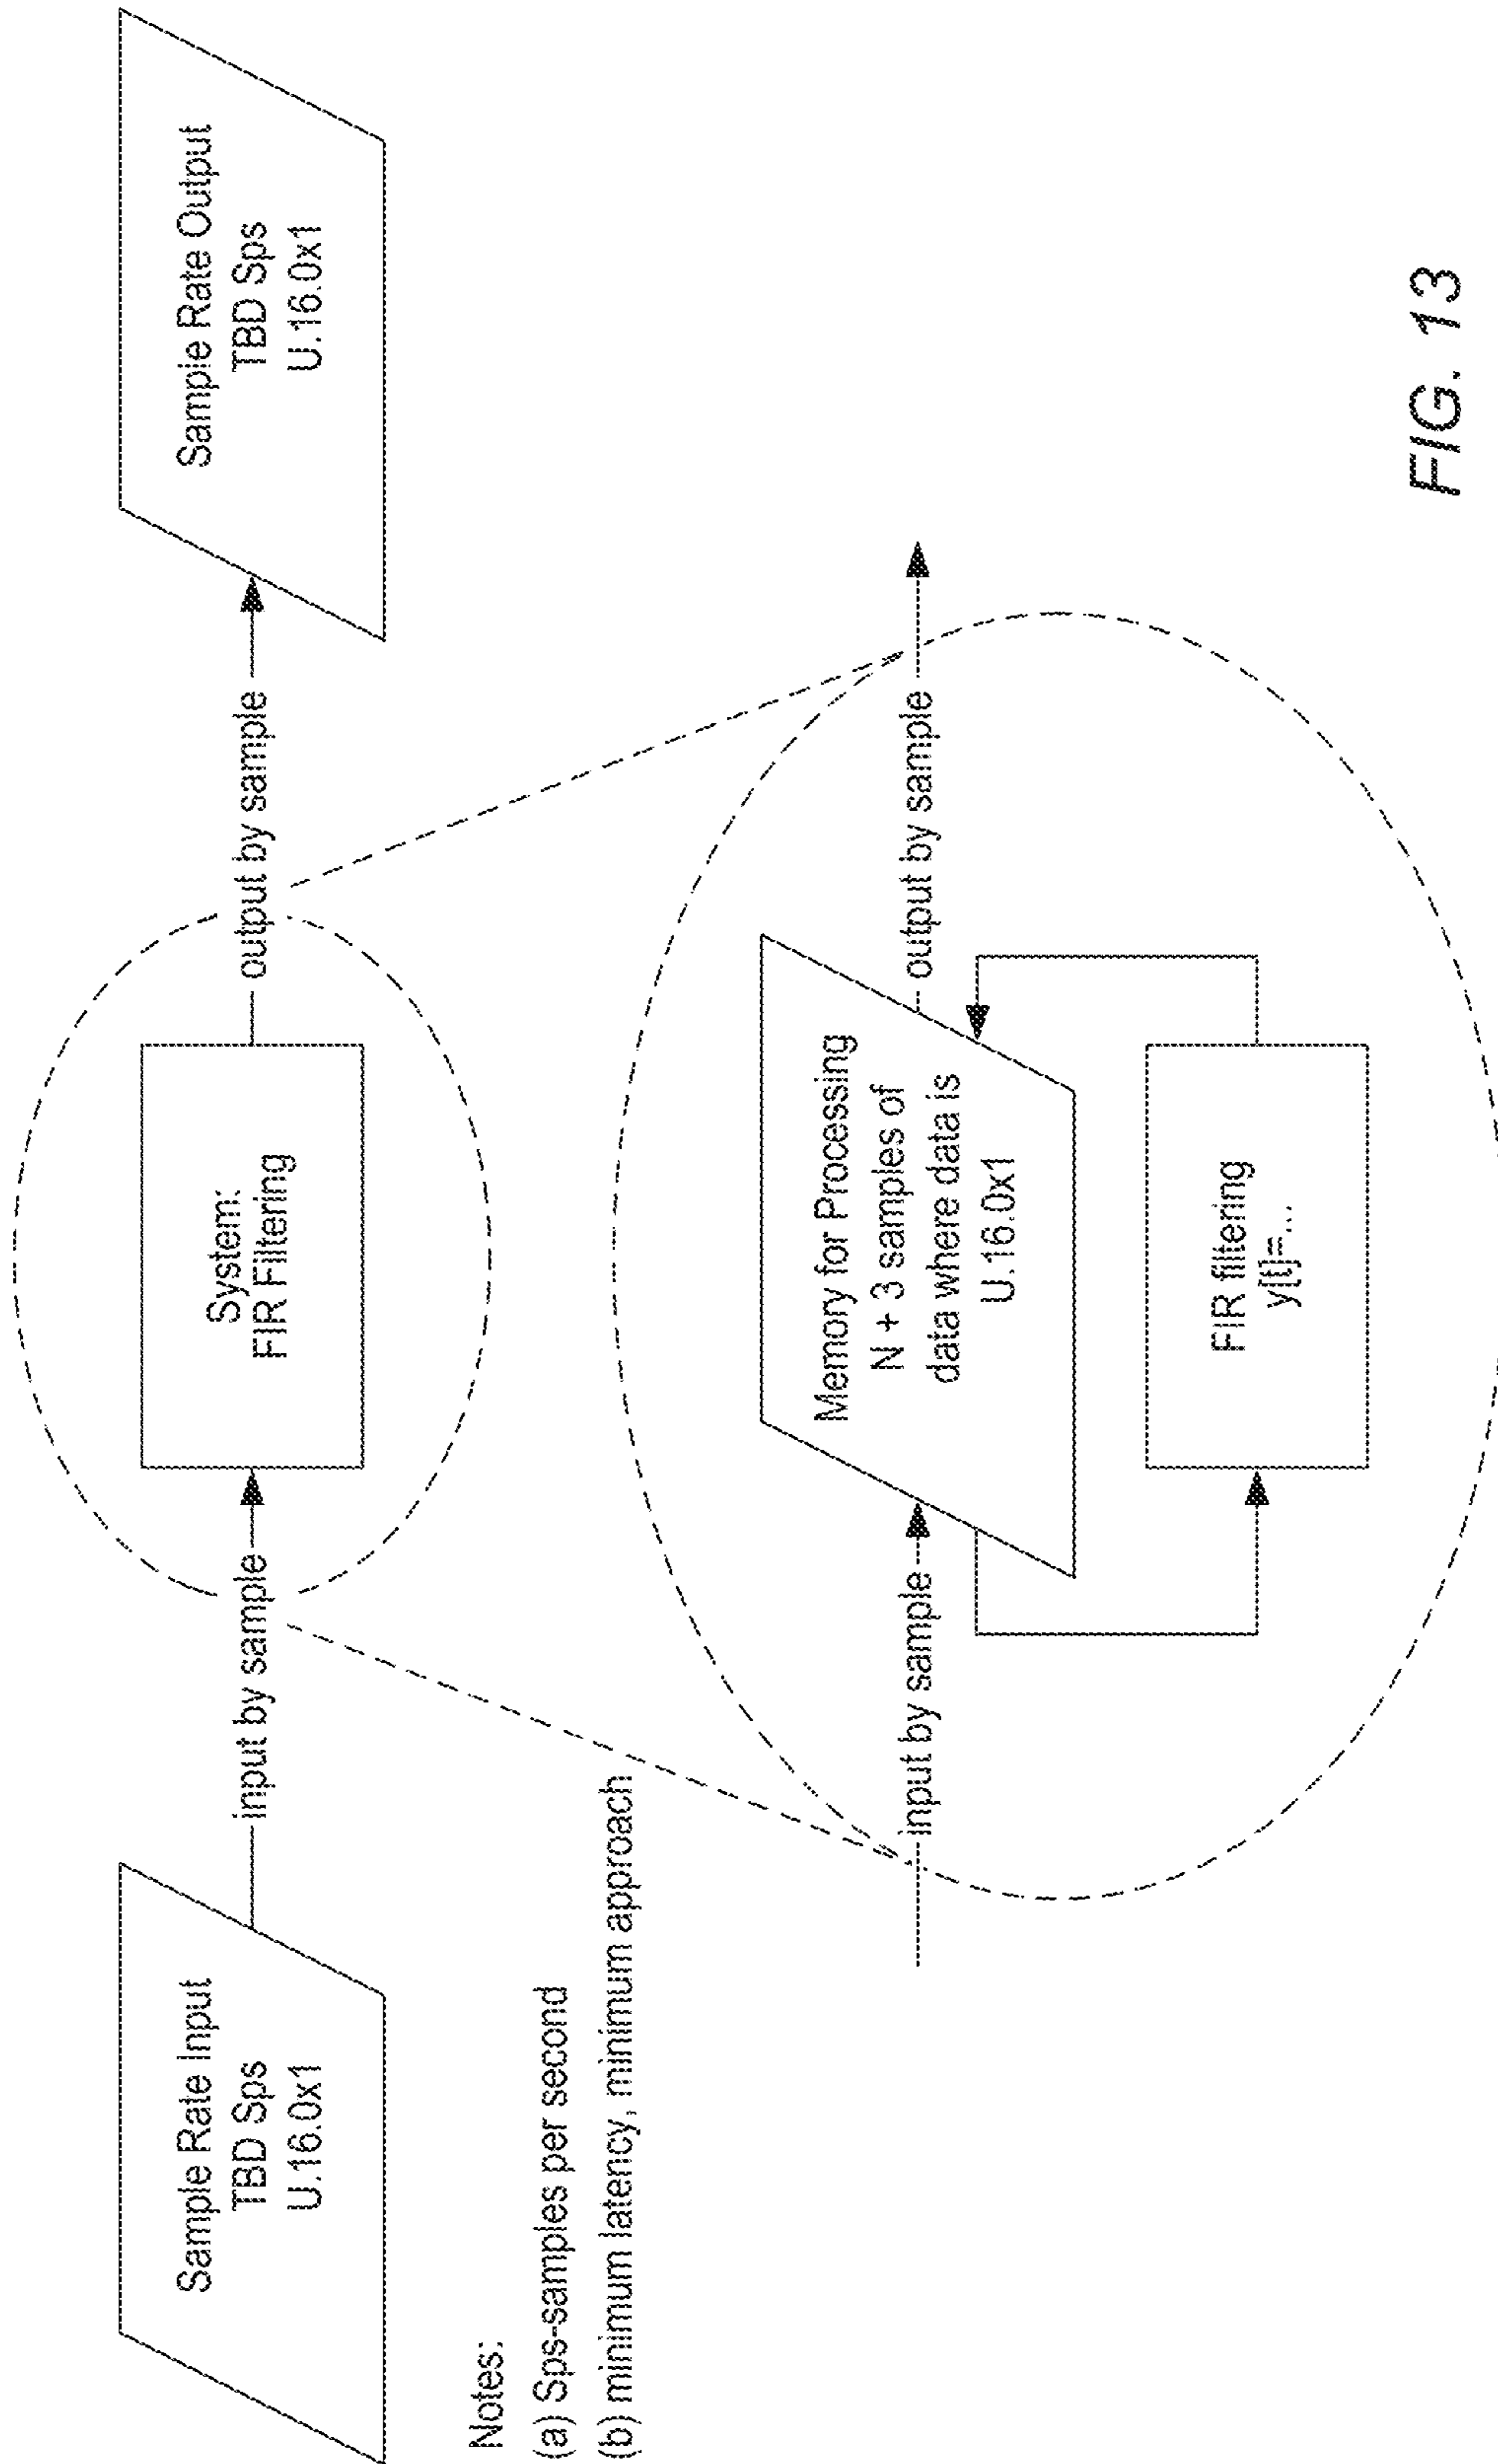 Sample Rate Input
TBD Sps
U.16.0x1
input by sample
System:
FIR Filtering
output by sample
Sample Rate Output
TBD Sps
U.16.0x1
Notes:
(a) Sps-samples per second
(b) minimum latency, minimum approach
input by sample
Memory for Processing
N + 3 samples of
data where data is
U.16.0x1
output by sample
FIR filtering
y[t]=...
FIG. 13